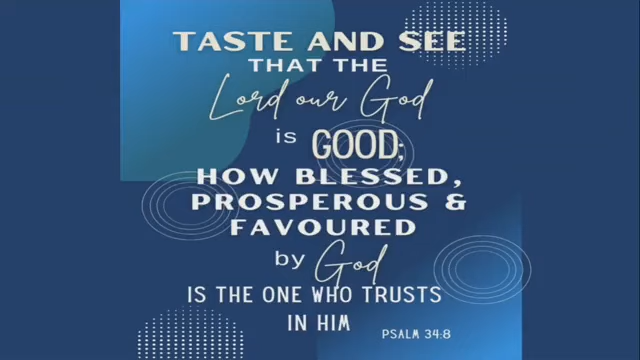 TASTE AND SEE
THAT THE
Lord our God
is GOOD;
HOW BLESSED,
PROSPEROUS &
FAVOURED
by God
IS THE ONE WHO TRUSTS
IN HIM
PSALM 34:8